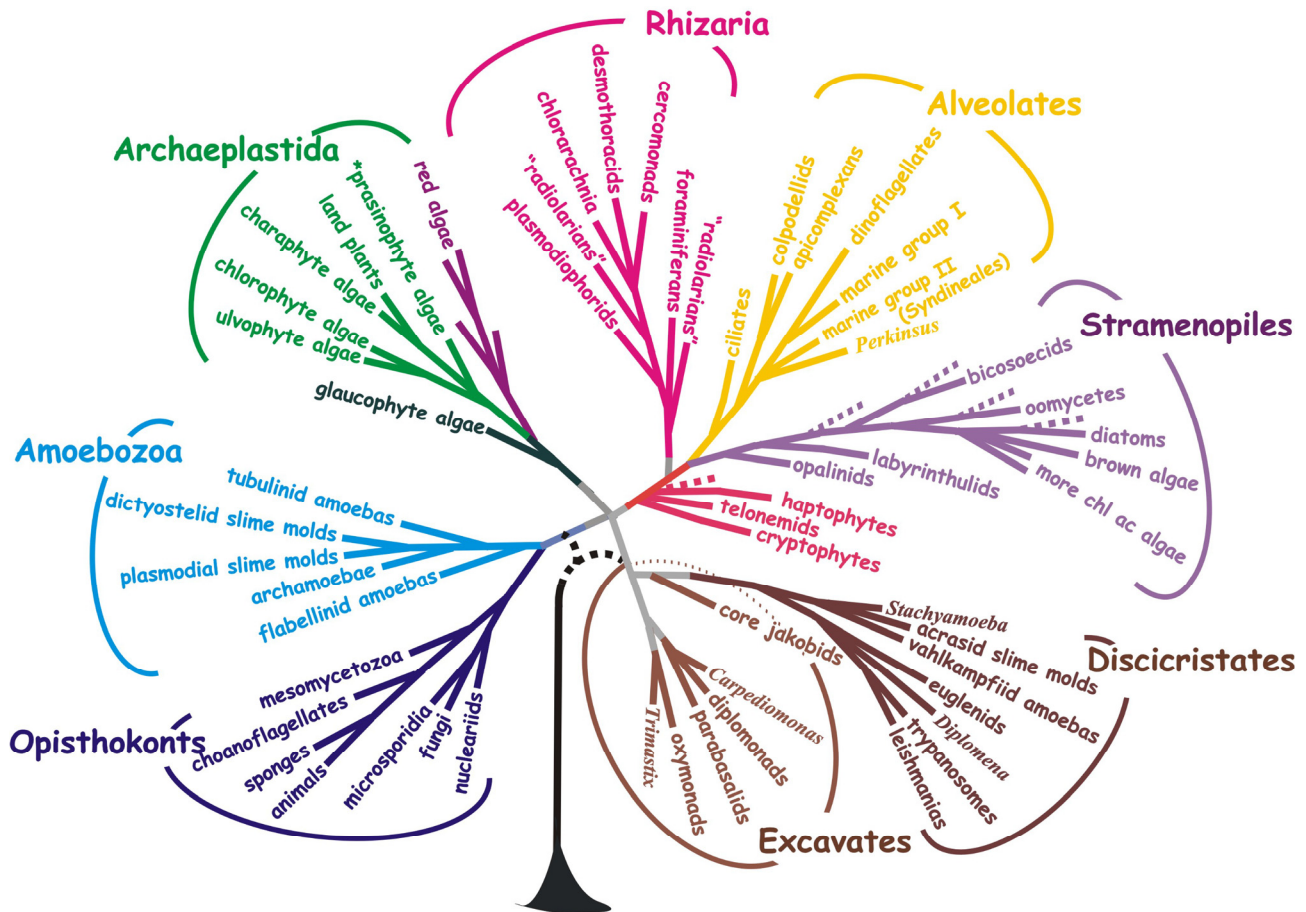 Rhizaria
plasmodiophorids
"radiolarians"
chlorarachnia
desmothoracids
cercomonads
foraminiferans
"radiolarians"
Alveolates
ciliates
colpodellids
apicomplexans
dinoflagellates
marine group I
marine group II
(Syndineales)
Perkinsus
Stramenopiles
bicosoecids
oomycetes
diatoms
brown algae
more chl ac algae
labyrinthulids
opalinids
haptophytes
telonemids
cryptophytes
Discicristates
Stachyamoeba
acrasid slime molds
vahlkampfiid amoebas
euglenids
Diplomena
trypanosomes
leishmanias
Excavates
core jakobids
Carpediomonas
diplomonads
parabasalids
oxymonads
Trimastix
Opisthokonts
mesomycetozoa
choanoflagellates
sponges
animals
microsporidia
fungi
nucleariids
Amoebozoa
tubulinid amoebas
dictyostelid slime molds
plasmodial slime molds
archamoebae
flabellinid amoebas
Archaeplastida
red algae
*prasinophyte algae
land plants
charaphyte algae
chlorophyte algae
ulvophyte algae
glaucophyte algae